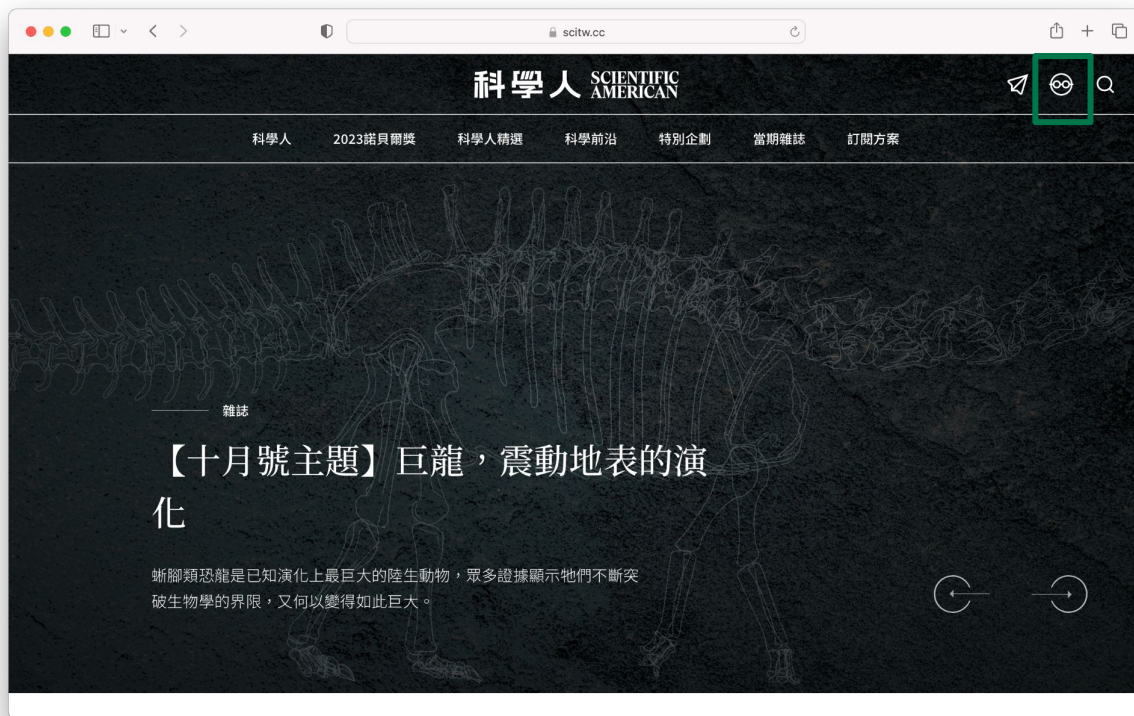 scitw.cc
科學人 SCIENTIFIC AMERICAN
科學人 2023諾貝爾獎 科學人精選 科學前沿 特別企劃 當期雜誌 訂閱方案
雜誌
【十月號主題】巨龍，震動地表的演
化
蜥腳類恐龍是已知演化上最巨大的陸生動物，眾多證據顯示牠們不斷突
破生物學的界限，又何以變得如此巨大。